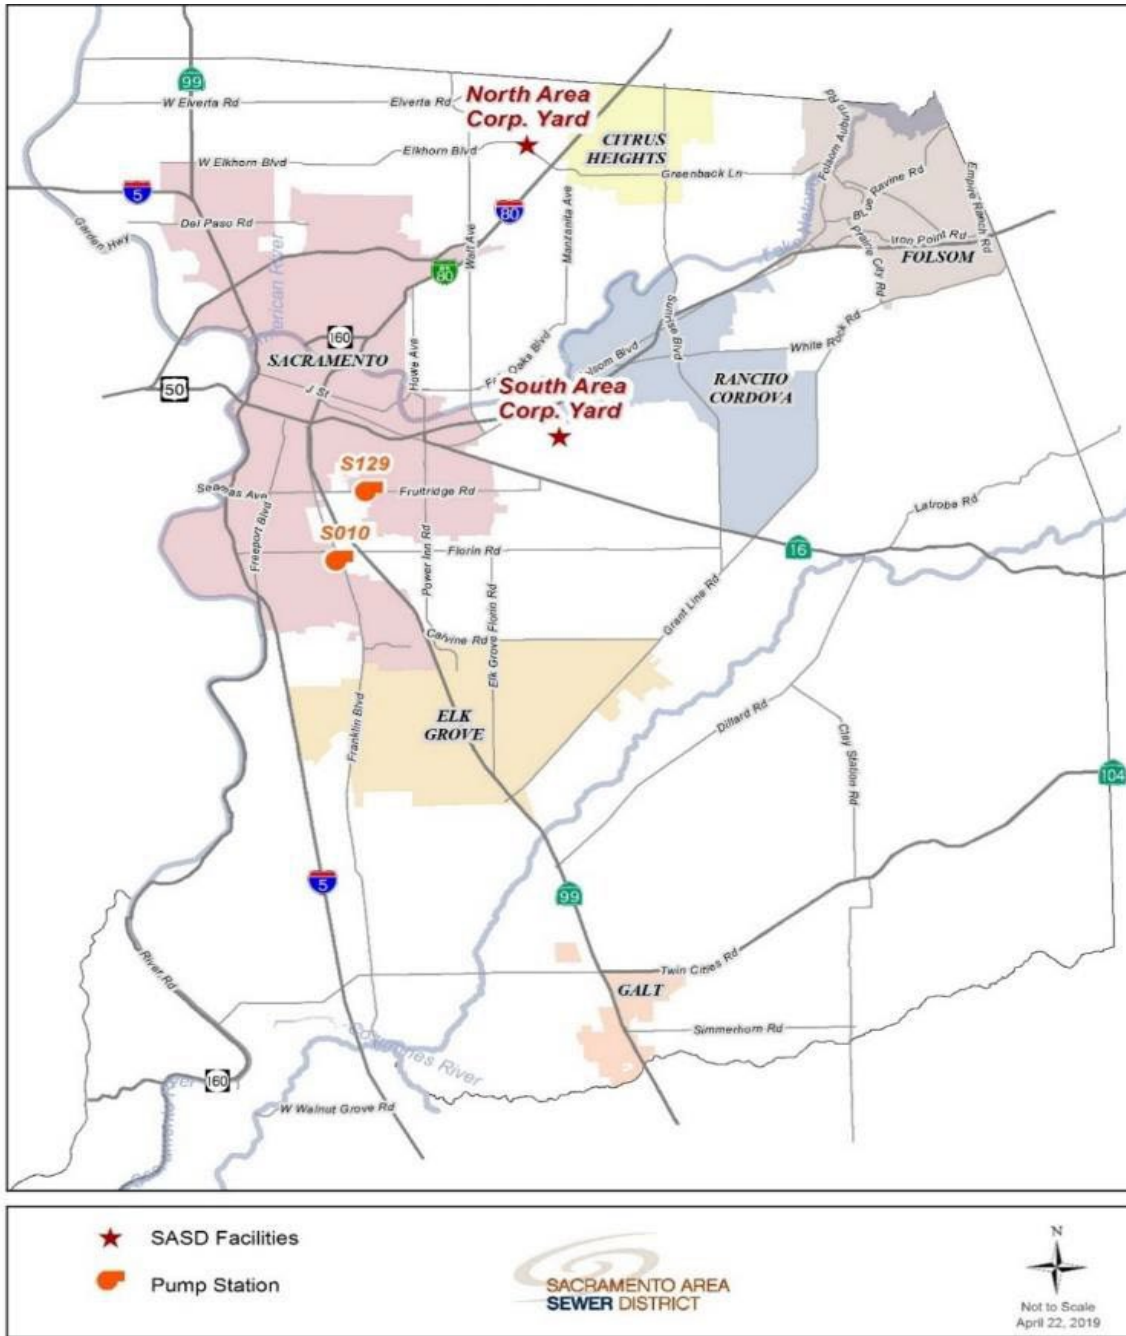 99
W Elverta Rd
Elverta Rd
North Area
Corp. Yard
CITRUS
HEIGHTS
Folsom Auburn Rd
W Elkhorn Blvd
Elkhorn Blvd
Greenback Ln
Blue Ravine Rd
Empire Ranch Rd
5
80
Garden Hwy
Del Paso Rd
Watt Ave
Manzanita Ave
Iron Point Rd
Prairie City Rd
FOLSOM
80
American River
160
SACRAMENTO
Howe Ave
Sunrise Blvd
White Rock Rd
Folsom Blvd
50
J St
South Area
Corp. Yard
RANCHO
CORDOVA
S129
Seamas Ave
Fruitridge Rd
Freeport Blvd
S010
Florin Rd
Power Inn Rd
Elk Grove Florin Rd
16
Latrobe Rd
Grant Line Rd
Calvine Rd
ELK
GROVE
Franklin Blvd
Dillard Rd
Clay Station Rd
104
5
99
River Rd
Twin Cities Rd
GALT
Simmerhorn Rd
Cosumnes River
160
W Walnut Grove Rd
SASD Facilities
Pump Station
SACRAMENTO AREA
SEWER DISTRICT
N
Not to Scale
April 22, 2019